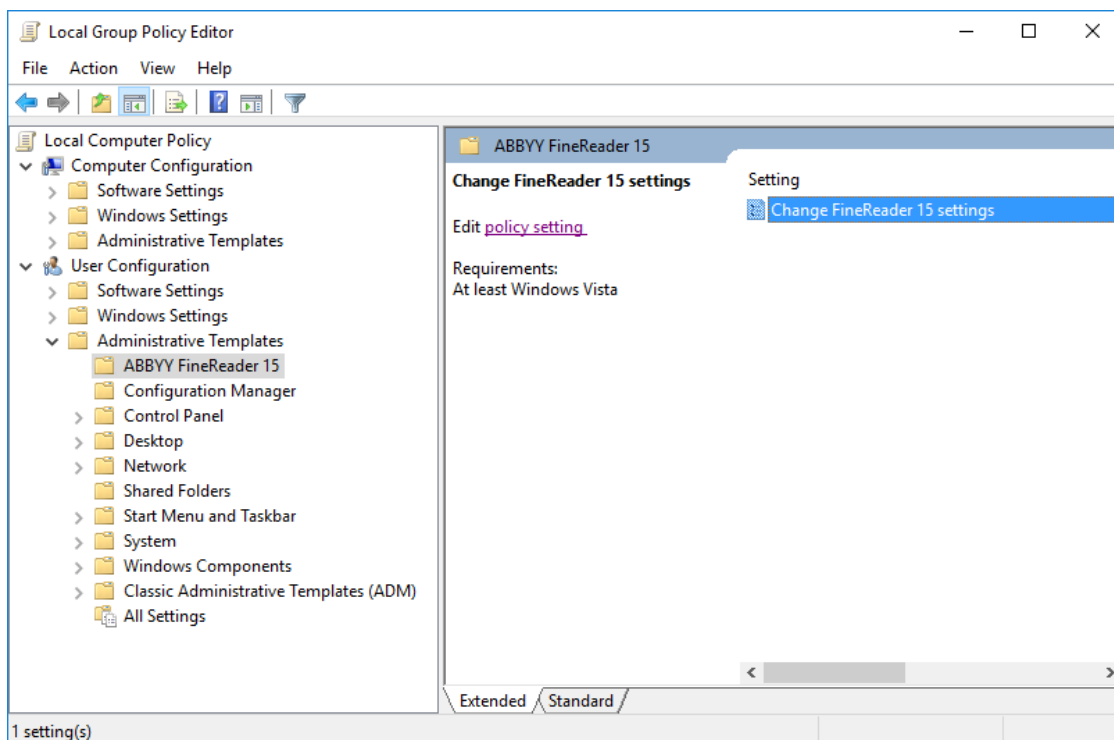 Local Group Policy Editor
File Action View Help
Local Computer Policy
Computer Configuration
Software Settings
Windows Settings
Administrative Templates
User Configuration
Software Settings
Windows Settings
Administrative Templates
ABBYY FineReader 15
Configuration Manager
Control Panel
Desktop
Network
Shared Folders
Start Menu and Taskbar
System
Windows Components
Classic Administrative Templates (ADM)
All Settings
ABBYY FineReader 15
Change FineReader 15 settings
Edit policy setting
Requirements:
At least Windows Vista
Setting
Change FineReader 15 settings
Extended Standard
1 setting(s)